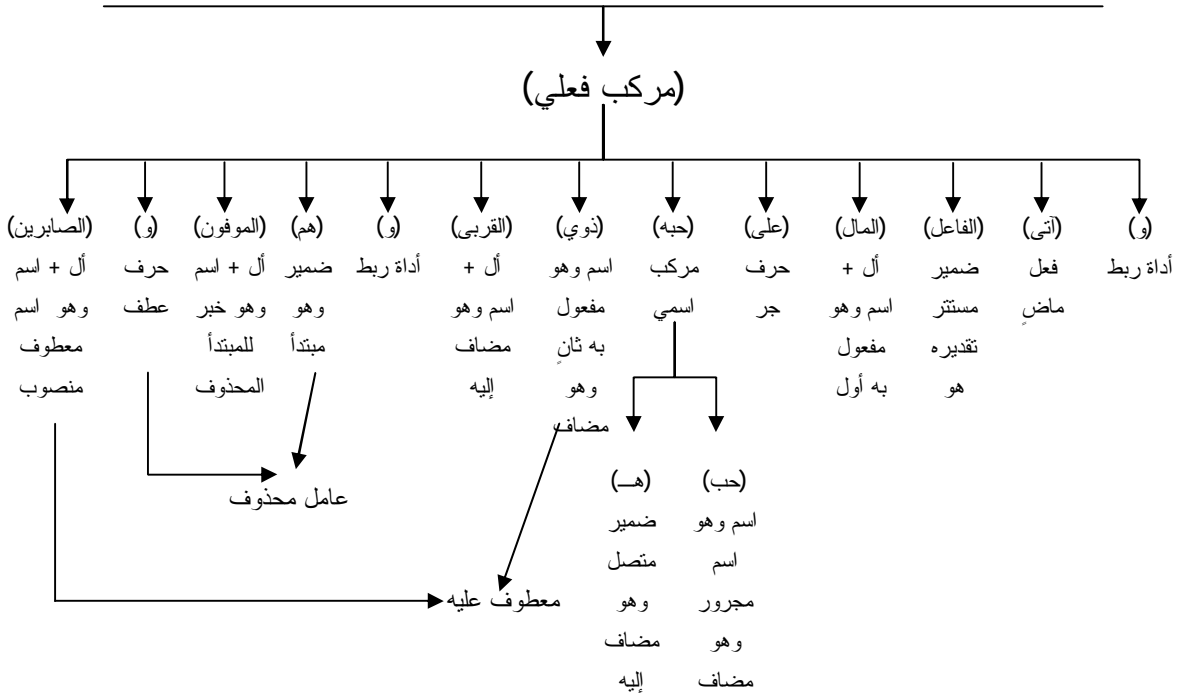 (مركب فعلي)
(و) (آتى) (الفاعل) (المال) (على) (حبه) (ذوي) (القربى) (و) (هم) (الموفون) (و) (الصابرين)
أداة ربط فعل ضمير أل + حرف مركب اسم وهو أل + أداة ربط ضمير أل + اسم حرف أل + اسم
ماضٍ مستتر اسم وهو جر اسمي مفعول اسم وهو وهو وهو خبر عطف وهو اسم
تقديره مفعول به ثانٍ مضاف مبتدأ للمبتدأ معطوف
هو به أول وهو إليه المحذوف منصوب
مضاف
(حب) (هـ)
عامل محذوف
اسم وهو ضمير
اسم متصل
معطوف عليه
مجرور وهو
وهو مضاف
مضاف إليه